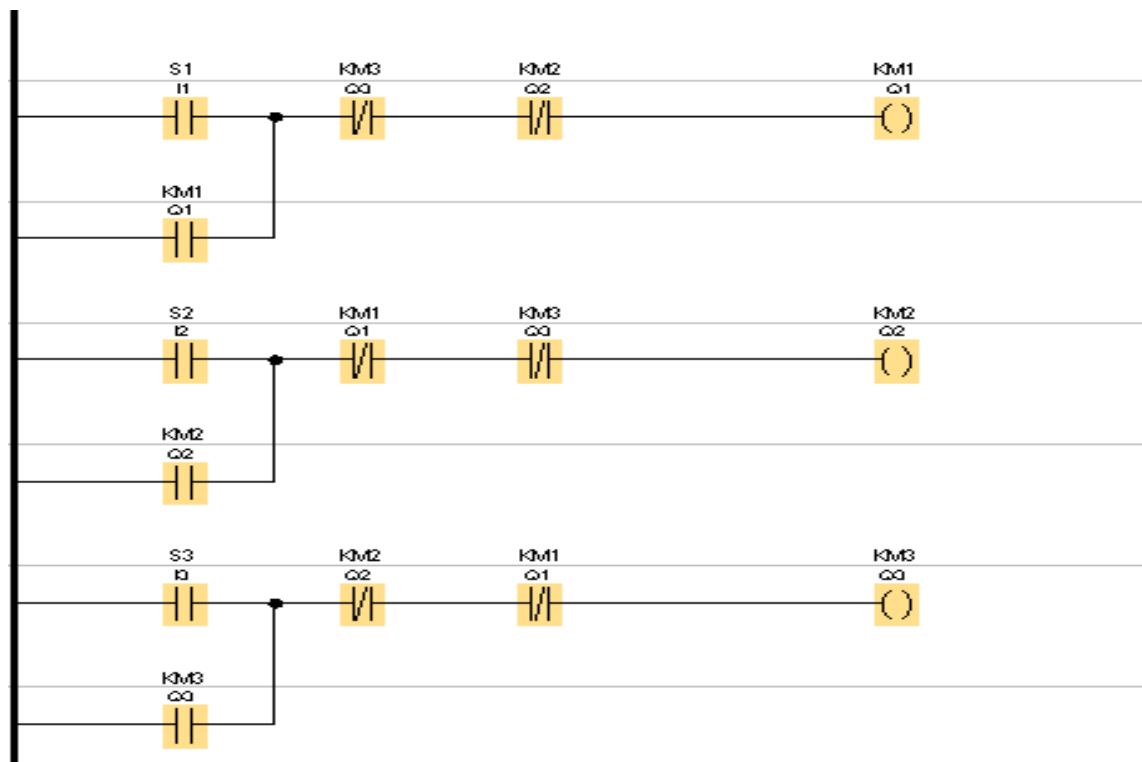 S1 KM3 KM2 KM1
I1 Q3 Q2 Q1
KM1
Q1
S2 KM1 KM3 KM2
I2 Q1 Q3 Q2
KM2
Q2
S3 KM2 KM1 KM3
I3 Q2 Q1 Q3
KM3
Q3